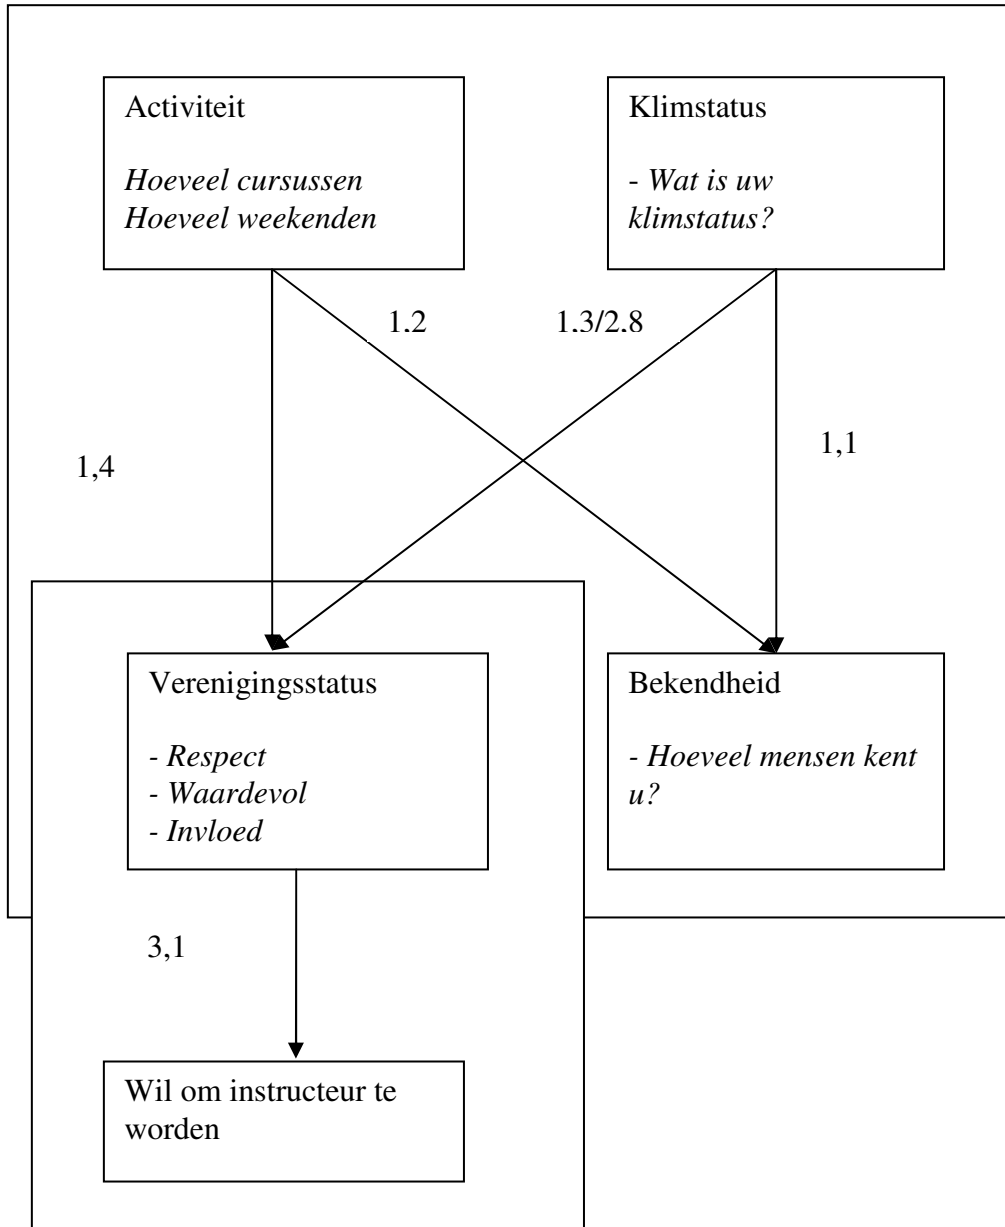 Activiteit
Hoeveel cursussen
Hoeveel weekenden
Klimstatus
- Wat is uw
klimstatus?
1,2
1,3/2,8
1,4
1,1
Verenigingsstatus
- Respect
- Waardevol
- Invloed
Bekendheid
- Hoeveel mensen kent
u?
3,1
Wil om instructeur te
worden